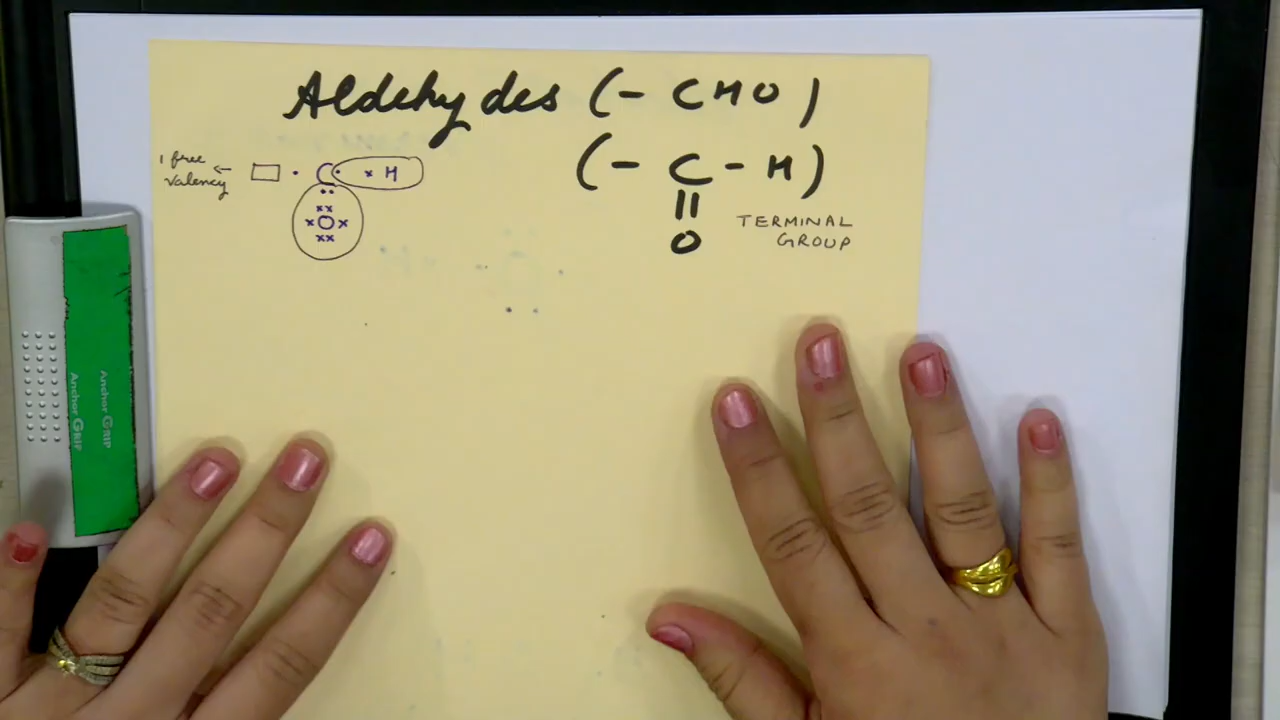 Aldehydes (- CHO)
(- C - H)
||
O
TERMINAL
GROUP
1 free
valency
← □ · C · × H
··
××
× O ×
××
Anchor GRIP
Anchor GRIP